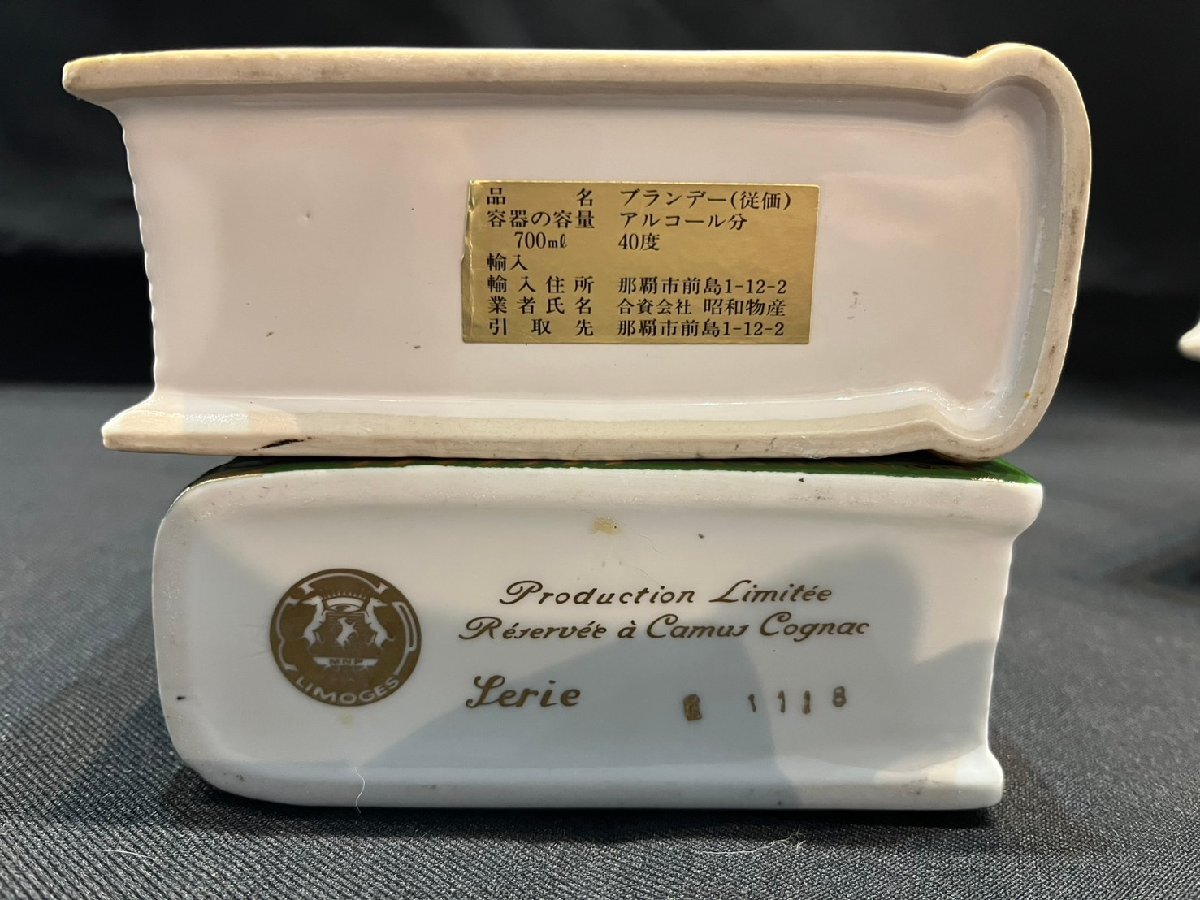 品名 ブランデー(従価)
容器の容量 アルコール分
700ml 40度
輸入
輸入住所 那覇市前島1-12-2
業者氏名 合資会社 昭和物産
引取先 那覇市前島1-12-2
Production Limitée
Réservée à Camus Cognac
LIMOGES
Serie 1118